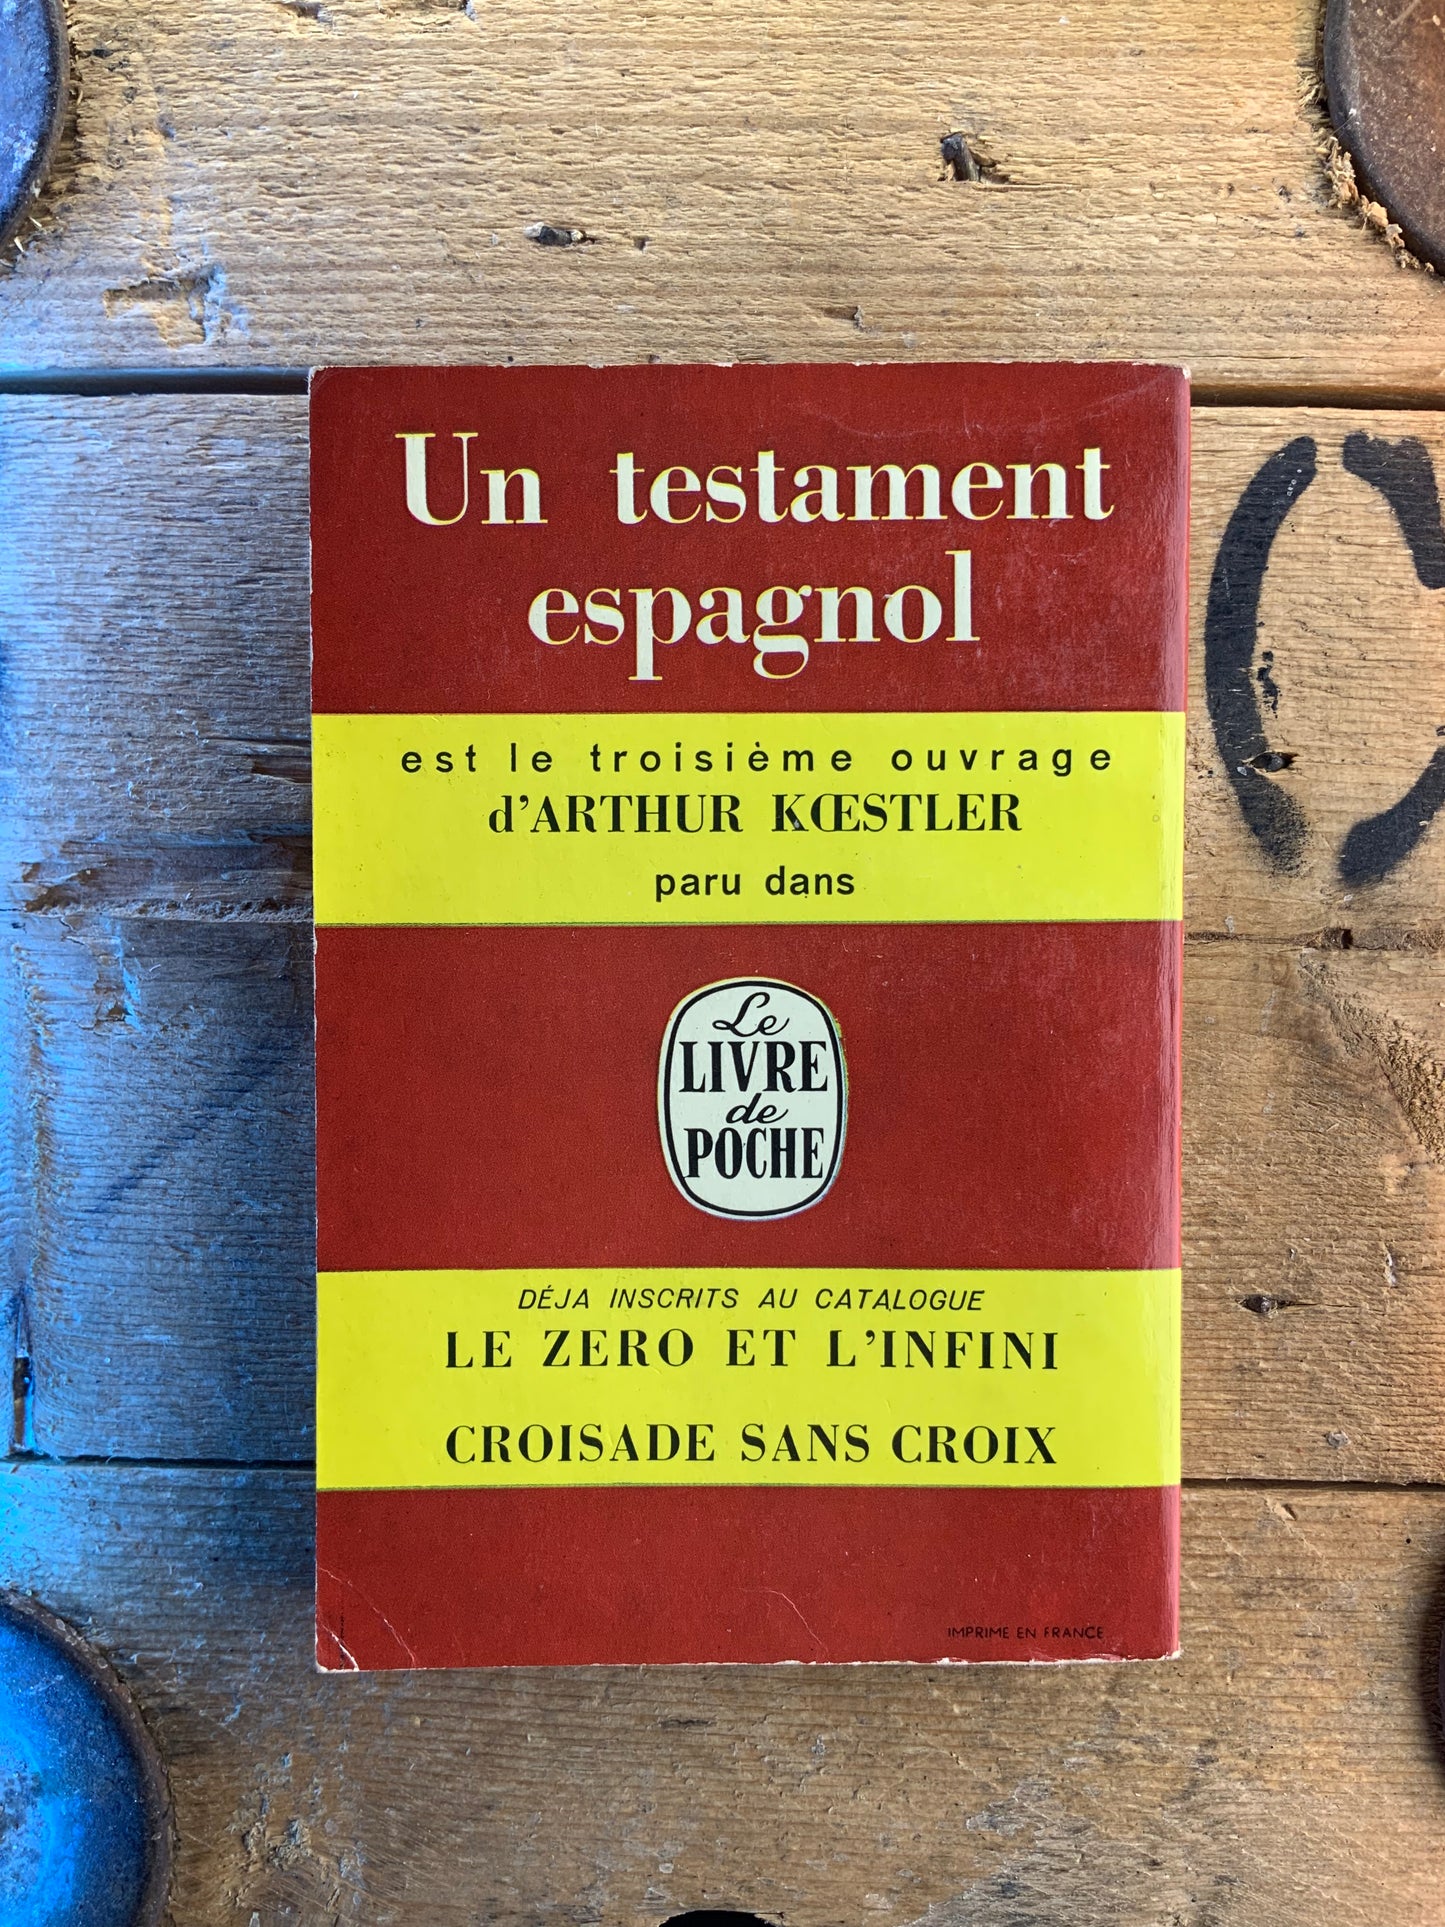 Un testament
espagnol
est le troisième ouvrage
d'ARTHUR KŒSTLER
paru dans
Le
LIVRE
de
POCHE
DÉJA INSCRITS AU CATALOGUE
LE ZERO ET L'INFINI
CROISADE SANS CROIX
IMPRIME EN FRANCE